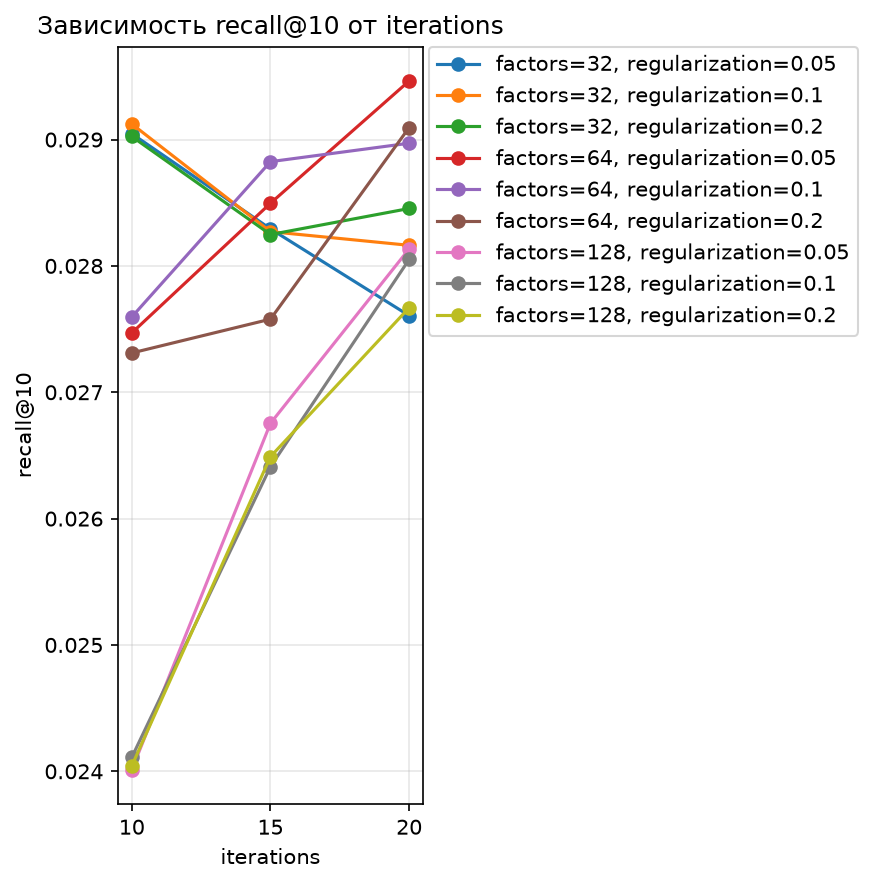 Зависимость recall@10 от iterations
factors=32, regularization=0.05
factors=32, regularization=0.1
factors=32, regularization=0.2
factors=64, regularization=0.05
factors=64, regularization=0.1
factors=64, regularization=0.2
factors=128, regularization=0.05
factors=128, regularization=0.1
factors=128, regularization=0.2
0.029
0.028
0.027
0.026
0.025
0.024
recall@10
10 15 20
iterations